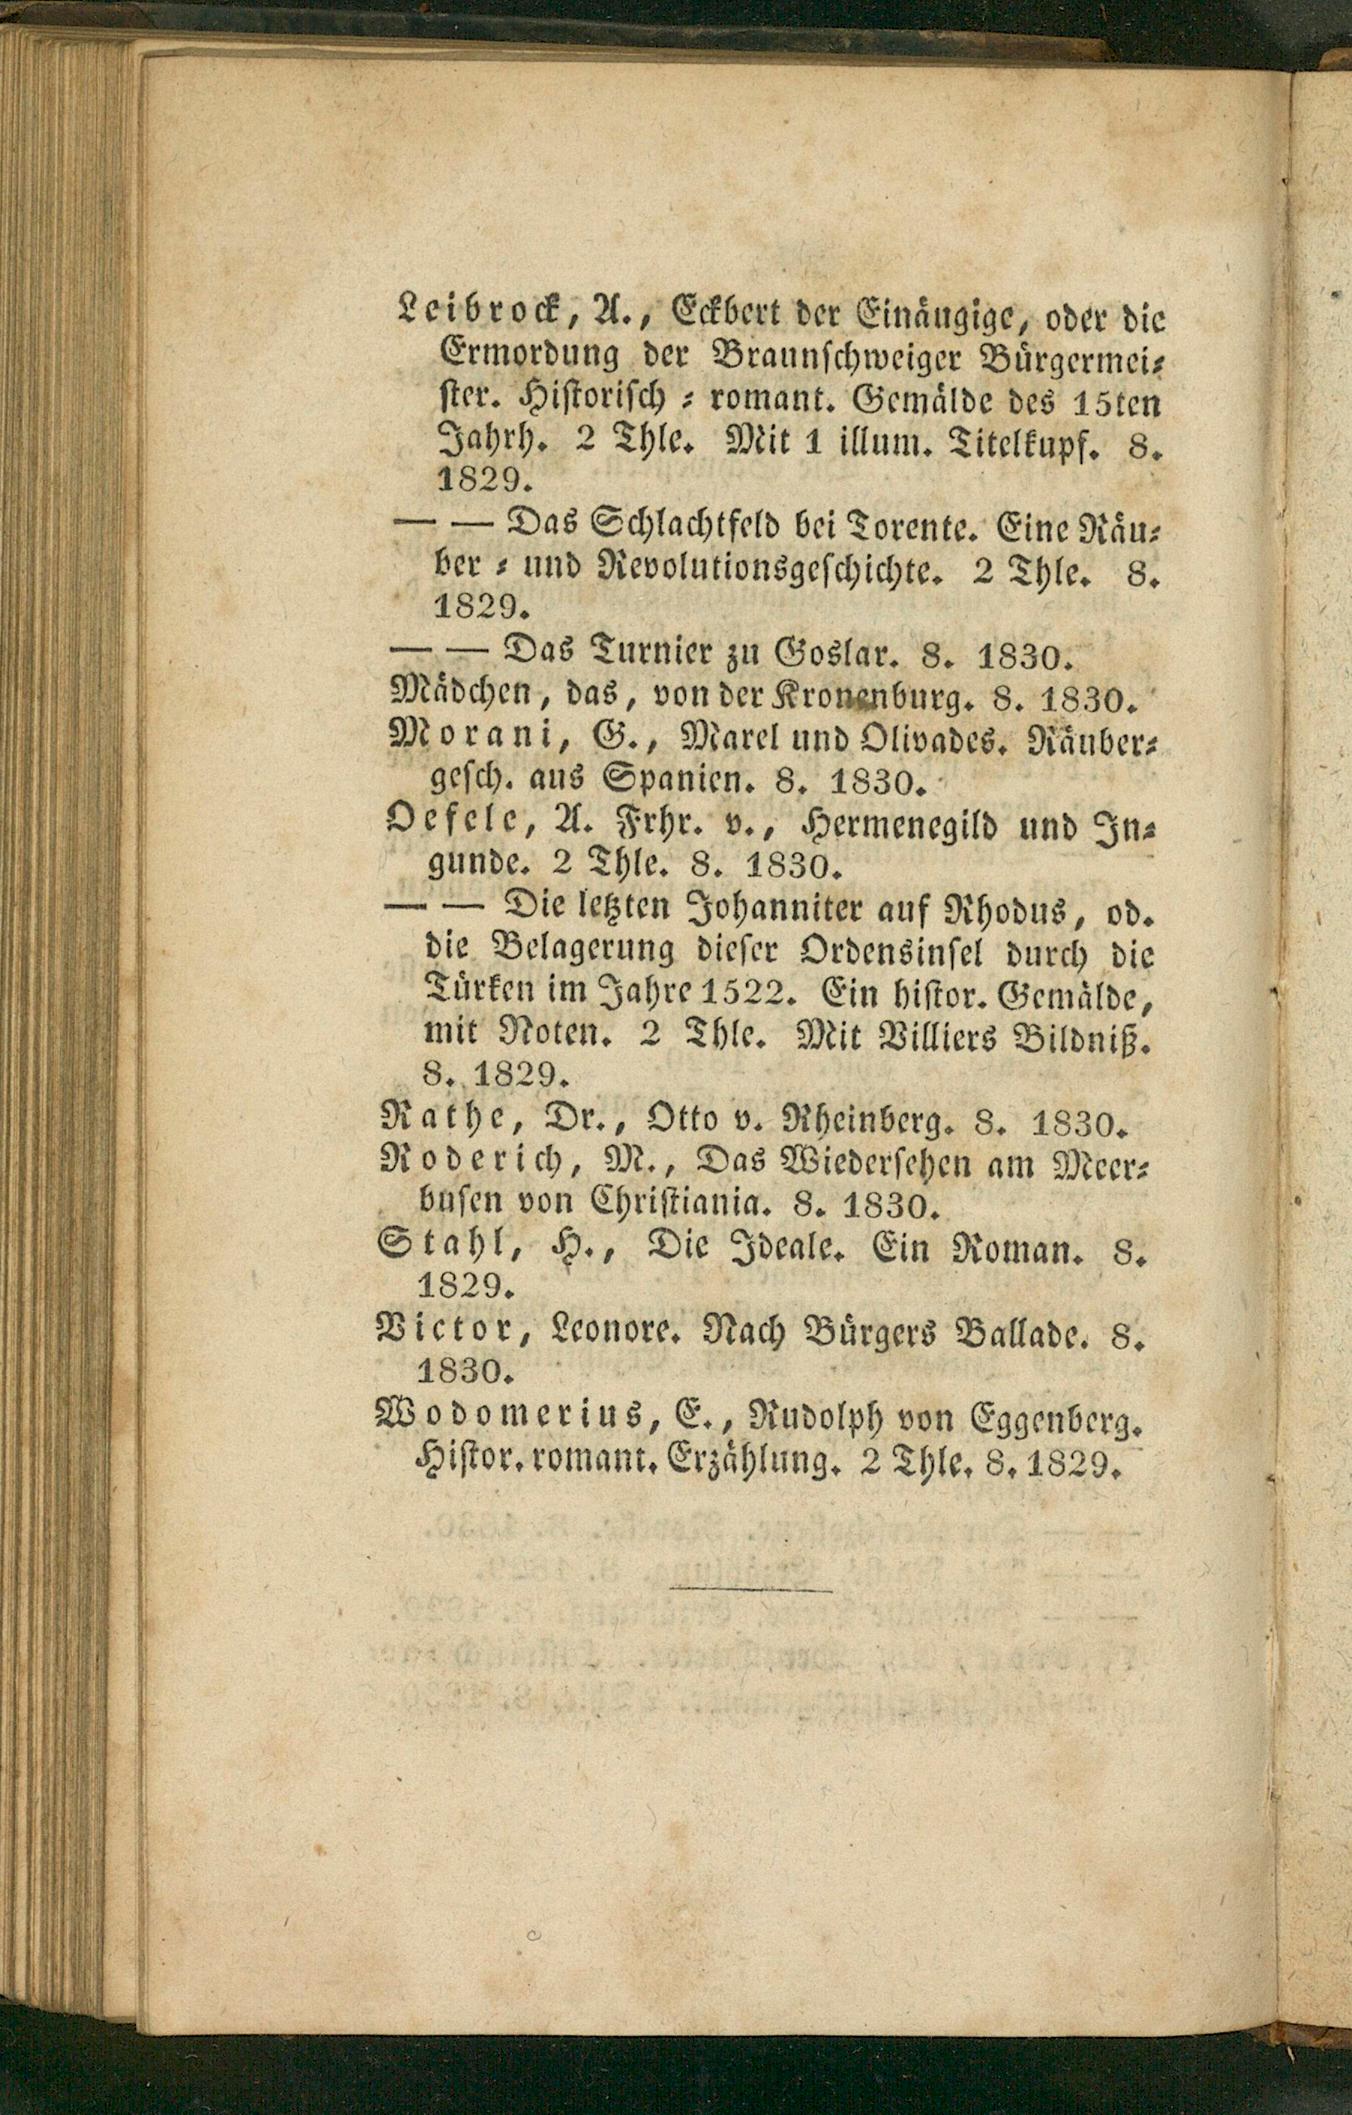 Leibrock, A., Eckbert der Einäugige, oder die
Ermordung der Braunschweiger Bürgermei⸗
ster. Historisch ⸗ romant. Gemälde des 15ten
Jahrh. 2 Thle. Mit 1 illum. Titelkupf. 8.
1829.
— — Das Schlachtfeld bei Torente. Eine Räu⸗
ber ⸗ und Revolutionsgeschichte. 2 Thle. 8.
1829.
— — Das Turnier zu Goslar. 8. 1830.
Mädchen, das, von der Kronenburg. 8. 1830.
Morani, G., Marel und Olivades. Räuber⸗
gesch. aus Spanien. 8. 1830.
Oefele, A. Frhr. v., Hermenegild und In⸗
gunde. 2 Thle. 8. 1830.
— — Die letzten Johanniter auf Rhodus, od.
die Belagerung dieser Ordensinsel durch die
Türken im Jahre 1522. Ein histor. Gemälde,
mit Noten. 2 Thle. Mit Villiers Bildniß.
8. 1829.
Rathe, Dr., Otto v. Rheinberg. 8. 1830.
Roderich, M., Das Wiedersehen am Meer⸗
busen von Christiania. 8. 1830.
Stahl, H., Die Ideale. Ein Roman. 8.
1829.
Victor, Leonore. Nach Bürgers Ballade. 8.
1830.
Wodomerius, E., Rudolph von Eggenberg.
Histor. romant. Erzählung. 2 Thle. 8. 1829.